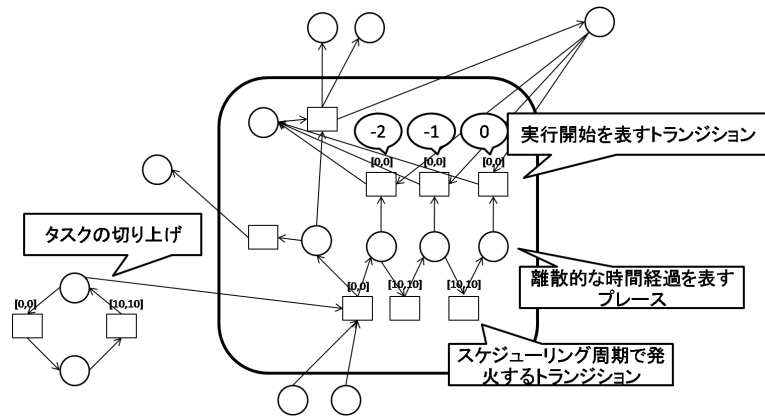 -2
-1
0
[0,0]
[0,0]
[0,0]
実行開始を表すトランジション
タスクの切り上げ
離散的な時間経過を表す
プレース
[0,0]
[10,10]
[0,0]
[10,10]
[10,10]
スケジューリング周期で発
火するトランジション